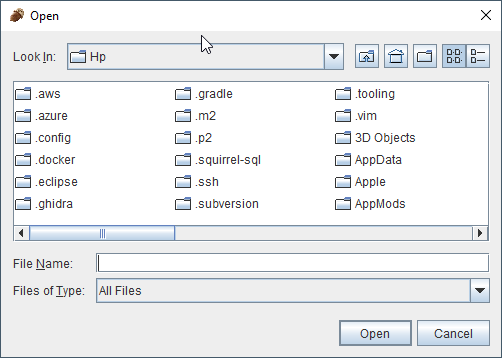 Open
Look In: Hp
.aws .gradle .tooling
.azure .m2 .vim
.config .p2 3D Objects
.docker .squirrel-sql AppData
.eclipse .ssh Apple
.ghidra .subversion AppMods
File Name:
Files of Type: All Files
Open Cancel